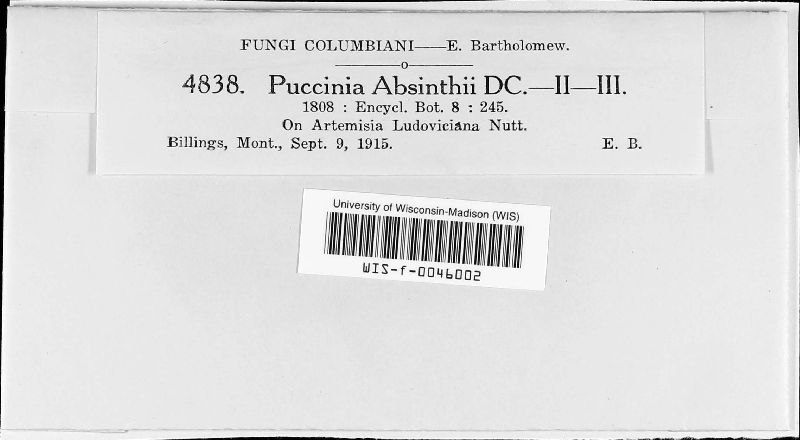 FUNGI COLUMBIANI——E. Bartholomew.
o
4838. Puccinia Absinthii DC.—II—III.
1808 : Encycl. Bot. 8 : 245.
On Artemisia Ludoviciana Nutt.
Billings, Mont., Sept. 9, 1915. E. B.
University of Wisconsin-Madison (WIS)
WIS-f-0046002